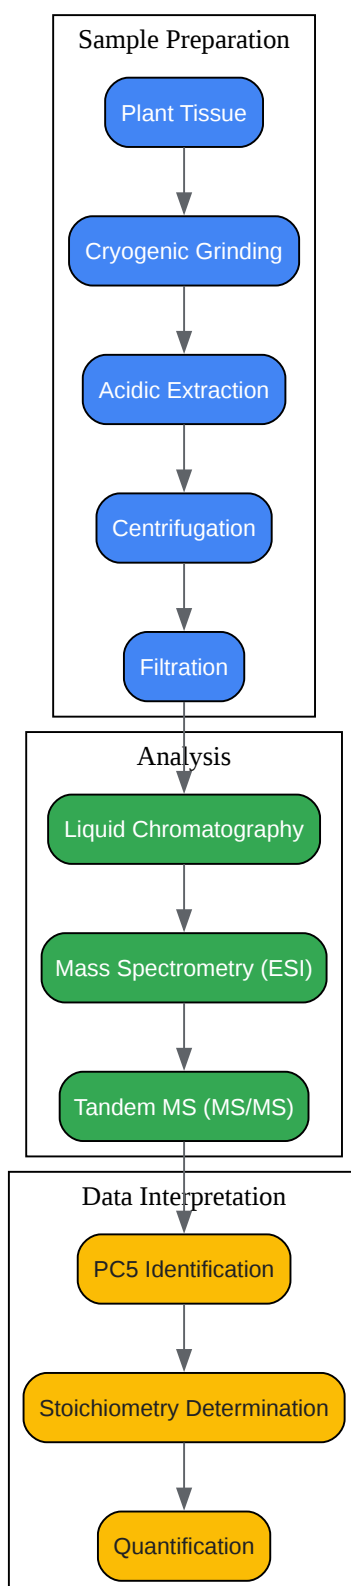 Sample Preparation
Plant Tissue
Cryogenic Grinding
Acidic Extraction
Centrifugation
Filtration
Analysis
Liquid Chromatography
Mass Spectrometry (ESI)
Tandem MS (MS/MS)
Data Interpretation
PC5 Identification
Stoichiometry Determination
Quantification